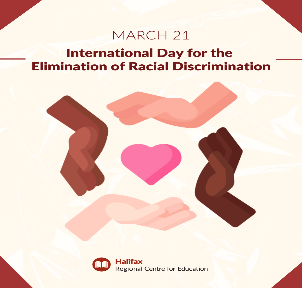 MARCH 21
International Day for the
Elimination of Racial Discrimination
Halifax
Regional Centre for Education